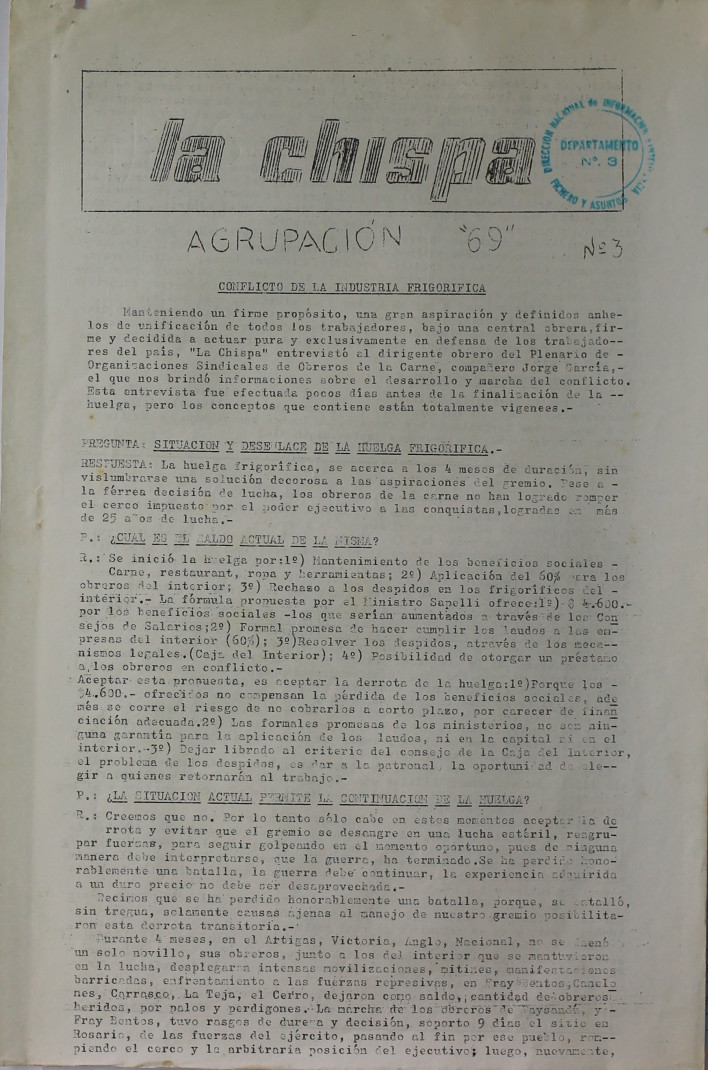 la chispa
DIRECCIÓN NACIONAL de INFORMACION
DEPARTAMENTO
Nº. 3
FICHERO Y ASUNTOS
AGRUPACIÓN "69" Nº 3
CONFLICTO DE LA INDUSTRIA FRIGORIFICA
Manteniendo un firme propósito, una gran aspiración y definidos anhe-
los de unificación de todos los trabajadores, bajo una central obrera,fir-
me y decidida a actuar pura y exclusivamente en defensa de los trabajado--
res del país, "La Chispa" entrevistó al dirigente obrero del Plenario de -
Organizaciones Sindicales de Obreros de la Carne, compañero Jorge García,-
el que nos brindó informaciones sobre el desarrollo y marcha del conflicto.
Esta entrevista fue efectuada pocos días antes de la finalización de la --
huelga, pero los conceptos que contiene están totalmente vigenees.-
PREGUNTA: SITUACION Y DESENLACE DE LA HUELGA FRIGORIFICA.-
RESPUESTA: La huelga frigorífica, se acerca a los 4 meses de duración, sin
vislumbrarse una solución decorosa a las aspiraciones del gremio. Pese a -
la férrea decisión de lucha, los obreros de la carne no han logrado romper
el cerco impuesto por el poder ejecutivo a las conquistas,logradas en más
de 25 años de lucha.-
P.: ¿CUAL ES EL SALDO ACTUAL DE LA MISMA?
R.: Se inició la huelga por:1º) Mantenimiento de los beneficios sociales -
Carne, restaurant, ropa y herramientas; 2º) Aplicación del 60% para los
obreros del interior; 3º) Rechazo a los despidos en los frigoríficos del -
interior.- La fórmula propuesta por el Ministro Sapelli ofrece:1º) $ 4.600.-
por los beneficios sociales -los que serían aumentados a través de los Con
sejos de Salarios;2º) Formal promesa de hacer cumplir los laudos a las em-
presas del interior (60%); 3º)Resolver los despidos, através de los meca--
nismos legales.(Caja del Interior); 4º) Posibilidad de otorgar un préstamo
a los obreros en conflicto.-
Aceptar esta propuesta, es aceptar la derrota de la huelga:1º)Porque los -
$4.600.- ofrecidos no compensan la pérdida de los beneficios sociales, ade
más se corre el riesgo de no cobrarlos a corto plazo, por carecer de finan
ciación adecuada.2º) Las formales promesas de los ministerios, no son nin-
guna garantía para la aplicación de los laudos, ni en la capital ni en el
interior.-3º) Dejar librado al criterio del consejo de la Caja del Interior,
el problema de los despidos, es dar a la patronal, la oportunidad de ele--
gir a quienes retornarán al trabajo.-
P.: ¿LA SITUACION ACTUAL PERMITE LA CONTINUACION DE LA HUELGA?
R.: Creemos que no. Por lo tanto sólo cabe en estos momentos aceptar la de
rrota y evitar que el gremio se desangre en una lucha estéril, reagru-
par fuerzas, para seguir golpeando en el momento oportuno, pues de ninguna
manera debe interpretarse, que la guerra, ha terminado.Se ha perdido hono-
rablemente una batalla, la guerra debe continuar, la experiencia adquirida
a un duro precio no debe ser desaprovechada.-
Decimos que se ha perdido honorablemente una batalla, porque, se batalló,
sin tregua, solamente causas ajenas al manejo de nuestro gremio posibilita-
ron esta derrota transitoria.-
Durante 4 meses, en el Artigas, Victoria, Anglo, Nacional, no se faenó
un solo novillo, sus obreros, junto a los del interior que se mantuvieron
en la lucha, desplegaron intensas movilizaciones, mitines, manifestaciones
barricadas, enfrentamiento a las fuerzas represivas, en Fray Bentos,Canelo
nes, Carrasco, La Teja, el Cerro, dejaron como saldo, cantidad de obreros
heridos, por palos y perdigones. La marcha de los obreros de Paysandú, y -
Fray Bentos, tuvo rasgos de dureza y decisión, soporto 9 días el sitio en
Rosario, de las fuerzas del ejército, pasando al fin por ese pueblo, rom--
piendo el cerco y la arbitraria posición del ejecutivo; luego, nuevamente,